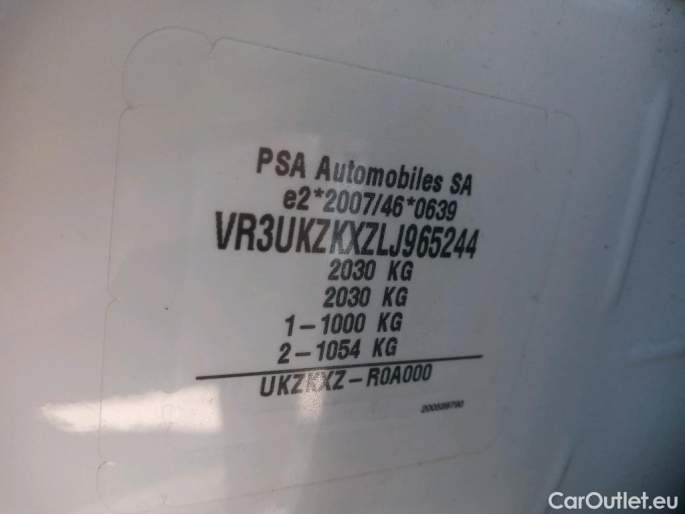 PSA Automobiles SA
e2*2007/46*0639
VR3UKZKXZLJ965244
2030 KG
2030 KG
1-1000 KG
2-1054 KG
UKZKXZ-R0A000
CarOutlet.eu